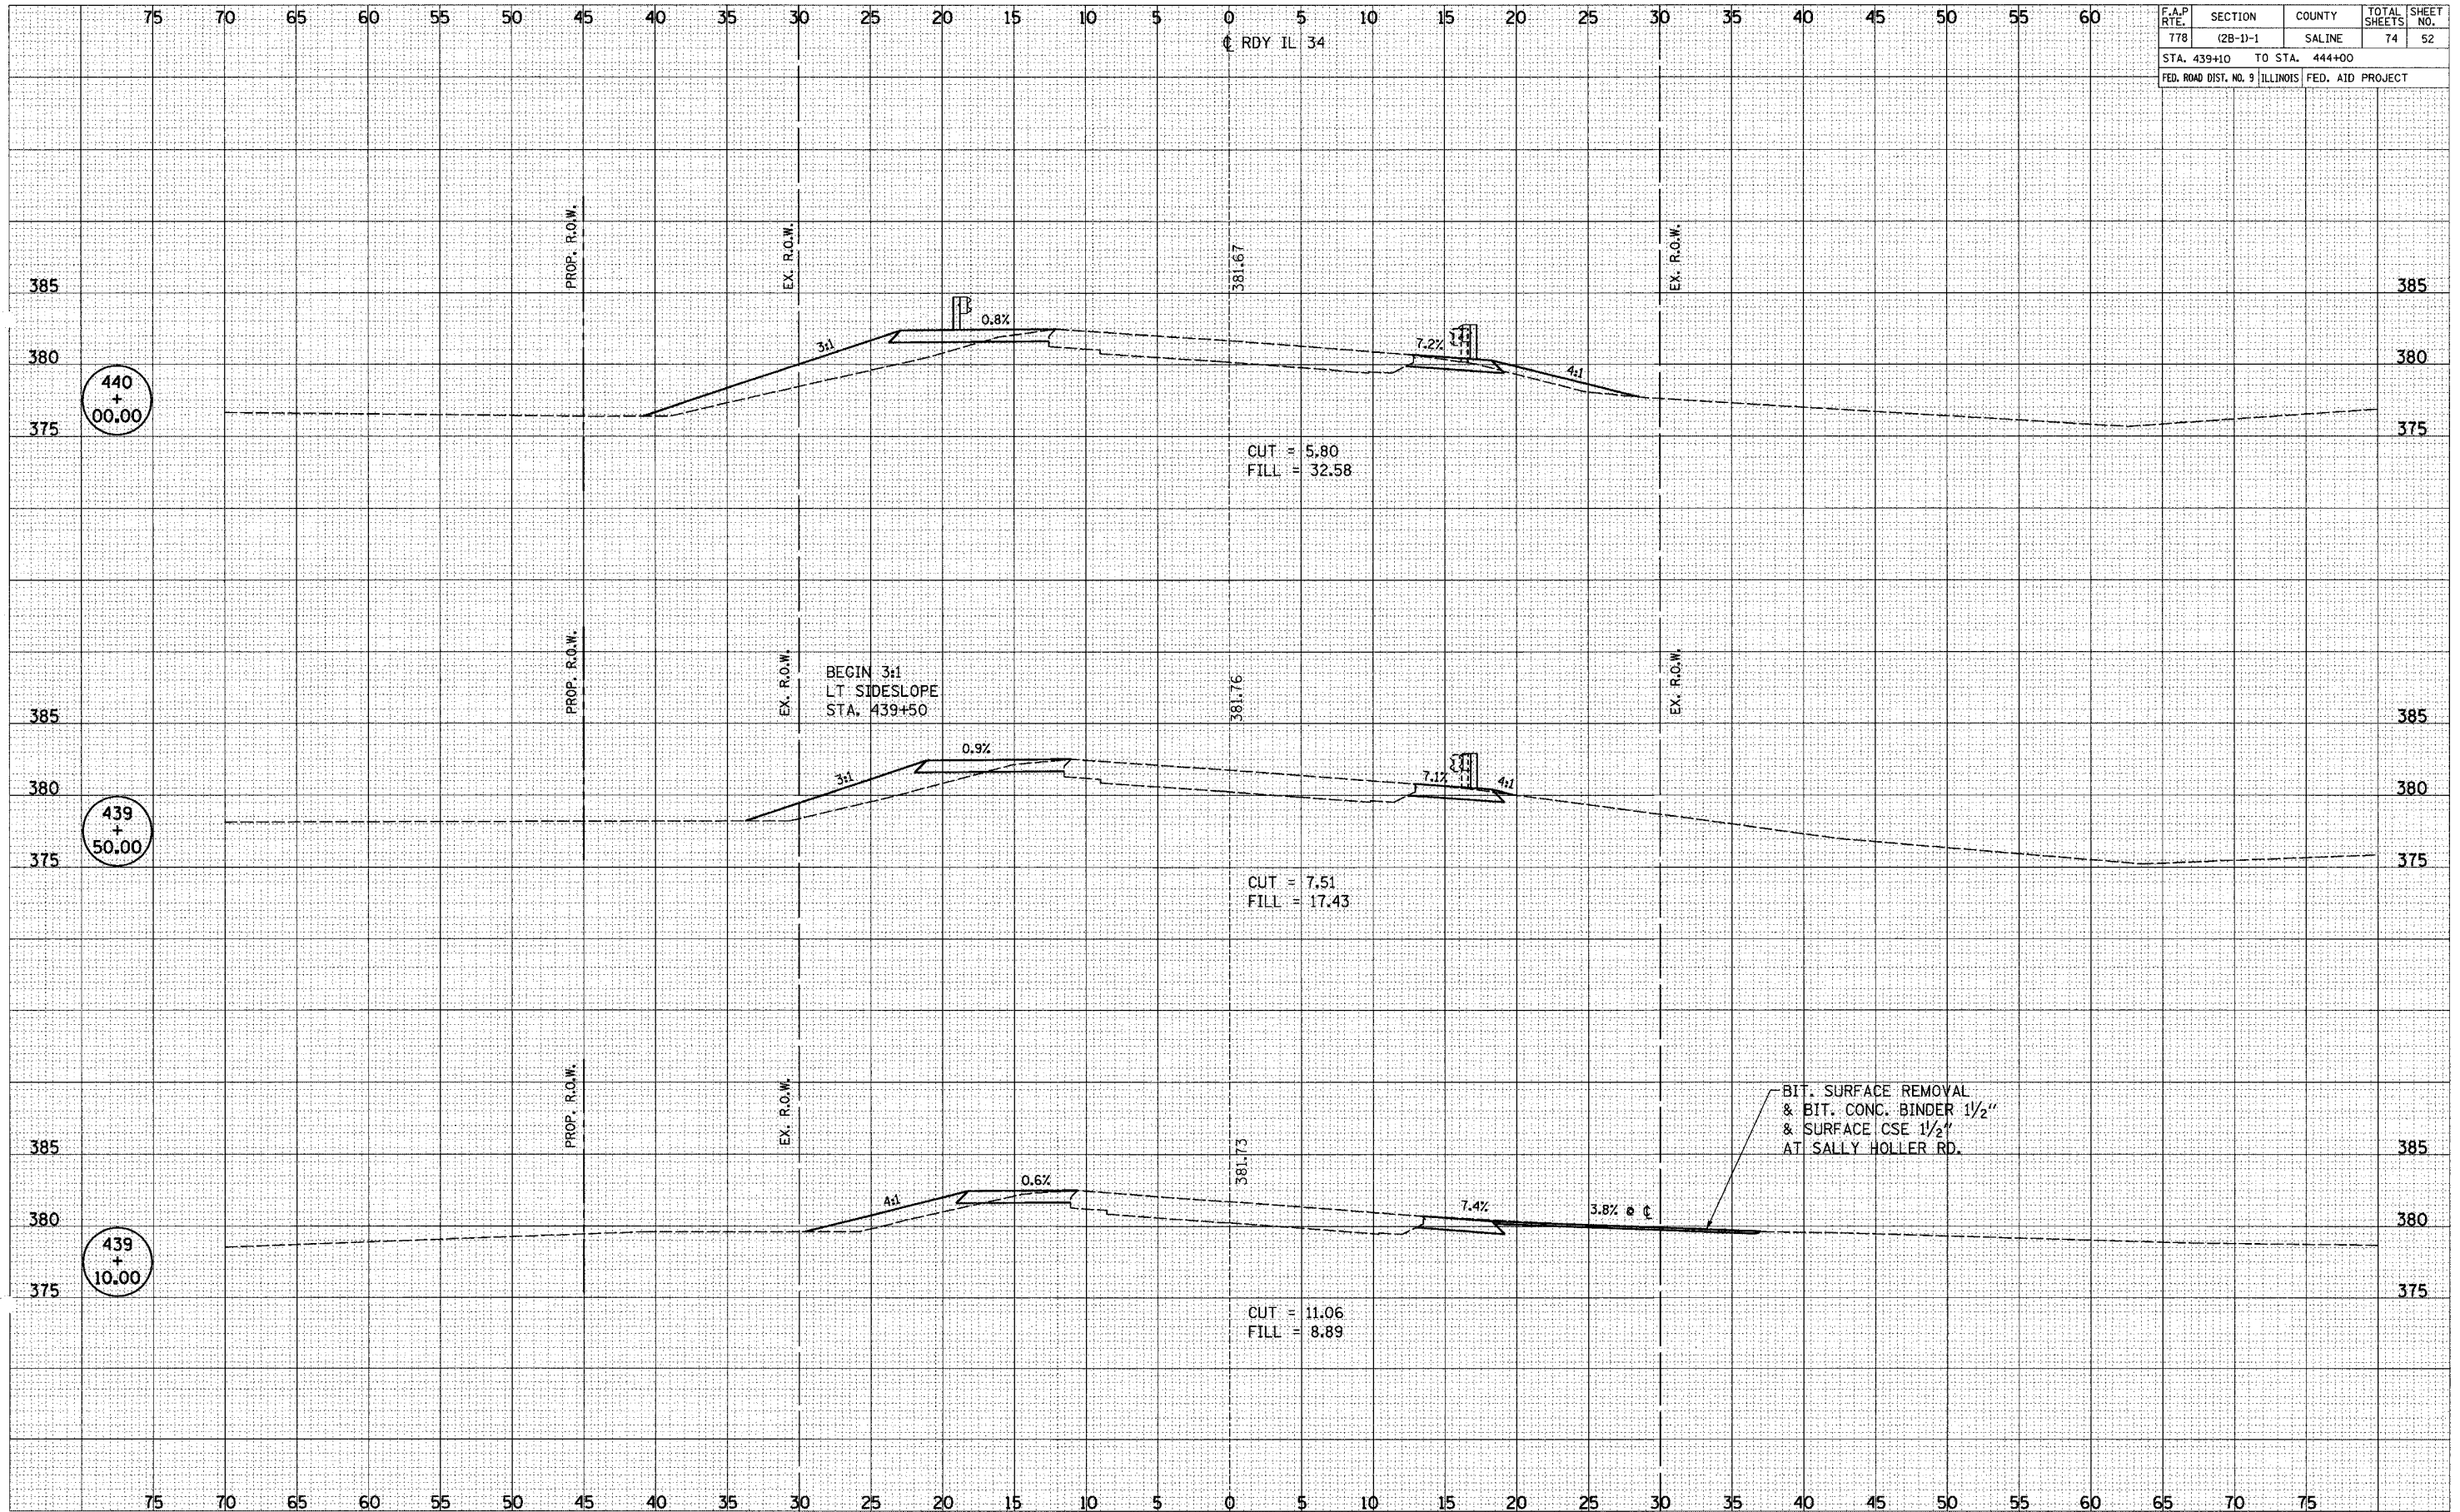 75 70 65 60 55 50 45 40 35 30 25 20 15 10 5 0 5 10 15 20 25 30 35 40 45 50 55 60
F.A.P RTE. SECTION COUNTY TOTAL SHEETS SHEET NO.
778 (2B-1)-1 SALINE 74 52
STA. 439+10 TO STA. 444+00
FED. ROAD DIST. NO. 9 ILLINOIS FED. AID PROJECT
℄ RDY IL 34
PROP. R.O.W.
EX. R.O.W.
381.67
EX. R.O.W.
385 385
0.8%
3:1
7.2%
4:1
380 380
440
+
00.00
375 375
CUT = 5.80
FILL = 32.58
PROP. R.O.W.
EX. R.O.W.
BEGIN 3:1
LT SIDESLOPE
STA. 439+50
381.76
EX. R.O.W.
385 385
0.9%
3:1
7.1%
4:1
380 380
439
+
50.00
375 375
CUT = 7.51
FILL = 17.43
PROP. R.O.W.
EX. R.O.W.
381.73
BIT. SURFACE REMOVAL
& BIT. CONC. BINDER 1½"
& SURFACE CSE 1½"
AT SALLY HOLLER RD.
385 385
0.6%
4:1
7.4%
3.8% @ ℄
380 380
439
+
10.00
375 375
CUT = 11.06
FILL = 8.89
75 70 65 60 55 50 45 40 35 30 25 20 15 10 5 0 5 10 15 20 25 30 35 40 45 50 55 60 65 70 75